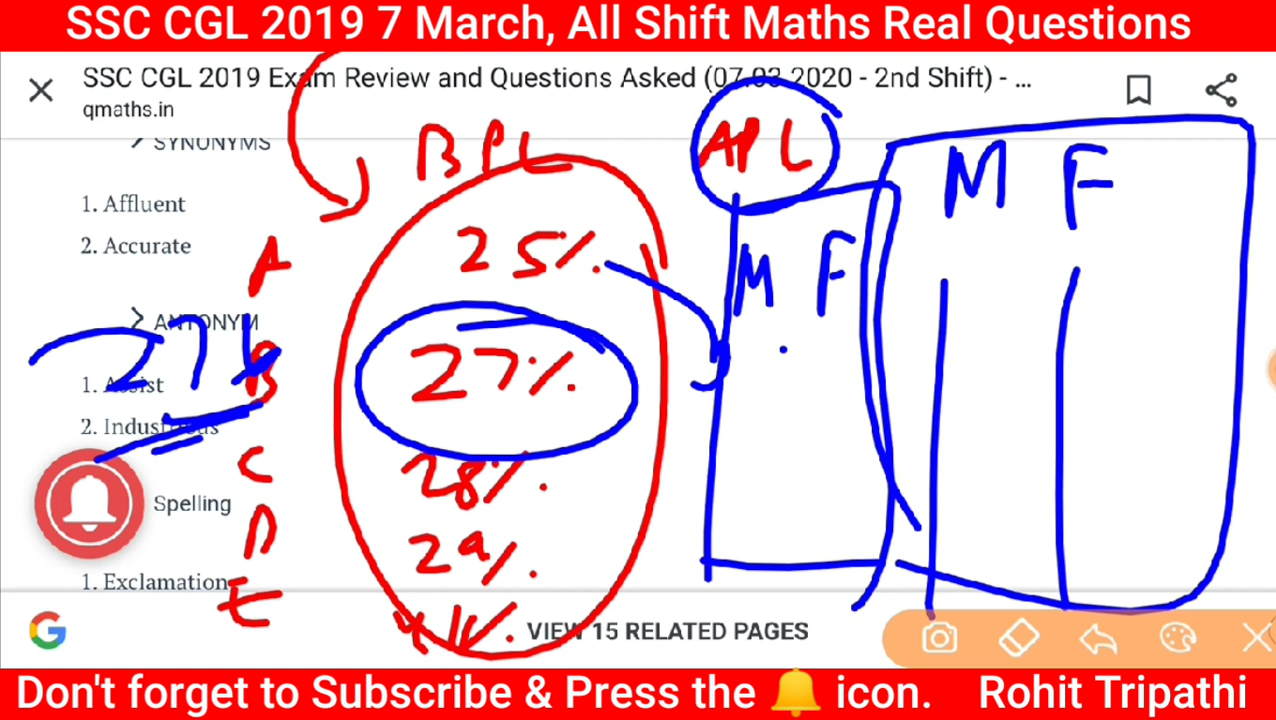 SSC CGL 2019 7 March, All Shift Maths Real Questions
SSC CGL 2019 Exam Review and Questions Asked (07.03.2020 - 2nd Shift) - ...
qmaths.in
SYNONYMS
1. Affluent
2. Accurate
ANTONYM
1. Assist
2. Industrious
Spelling
1. Exclamation
BPL APL M F
A 25% M F
B 27%
276
C 28%
D 29%
E 41%
VIEW 15 RELATED PAGES
Don't forget to Subscribe & Press the 🔔 icon. Rohit Tripathi